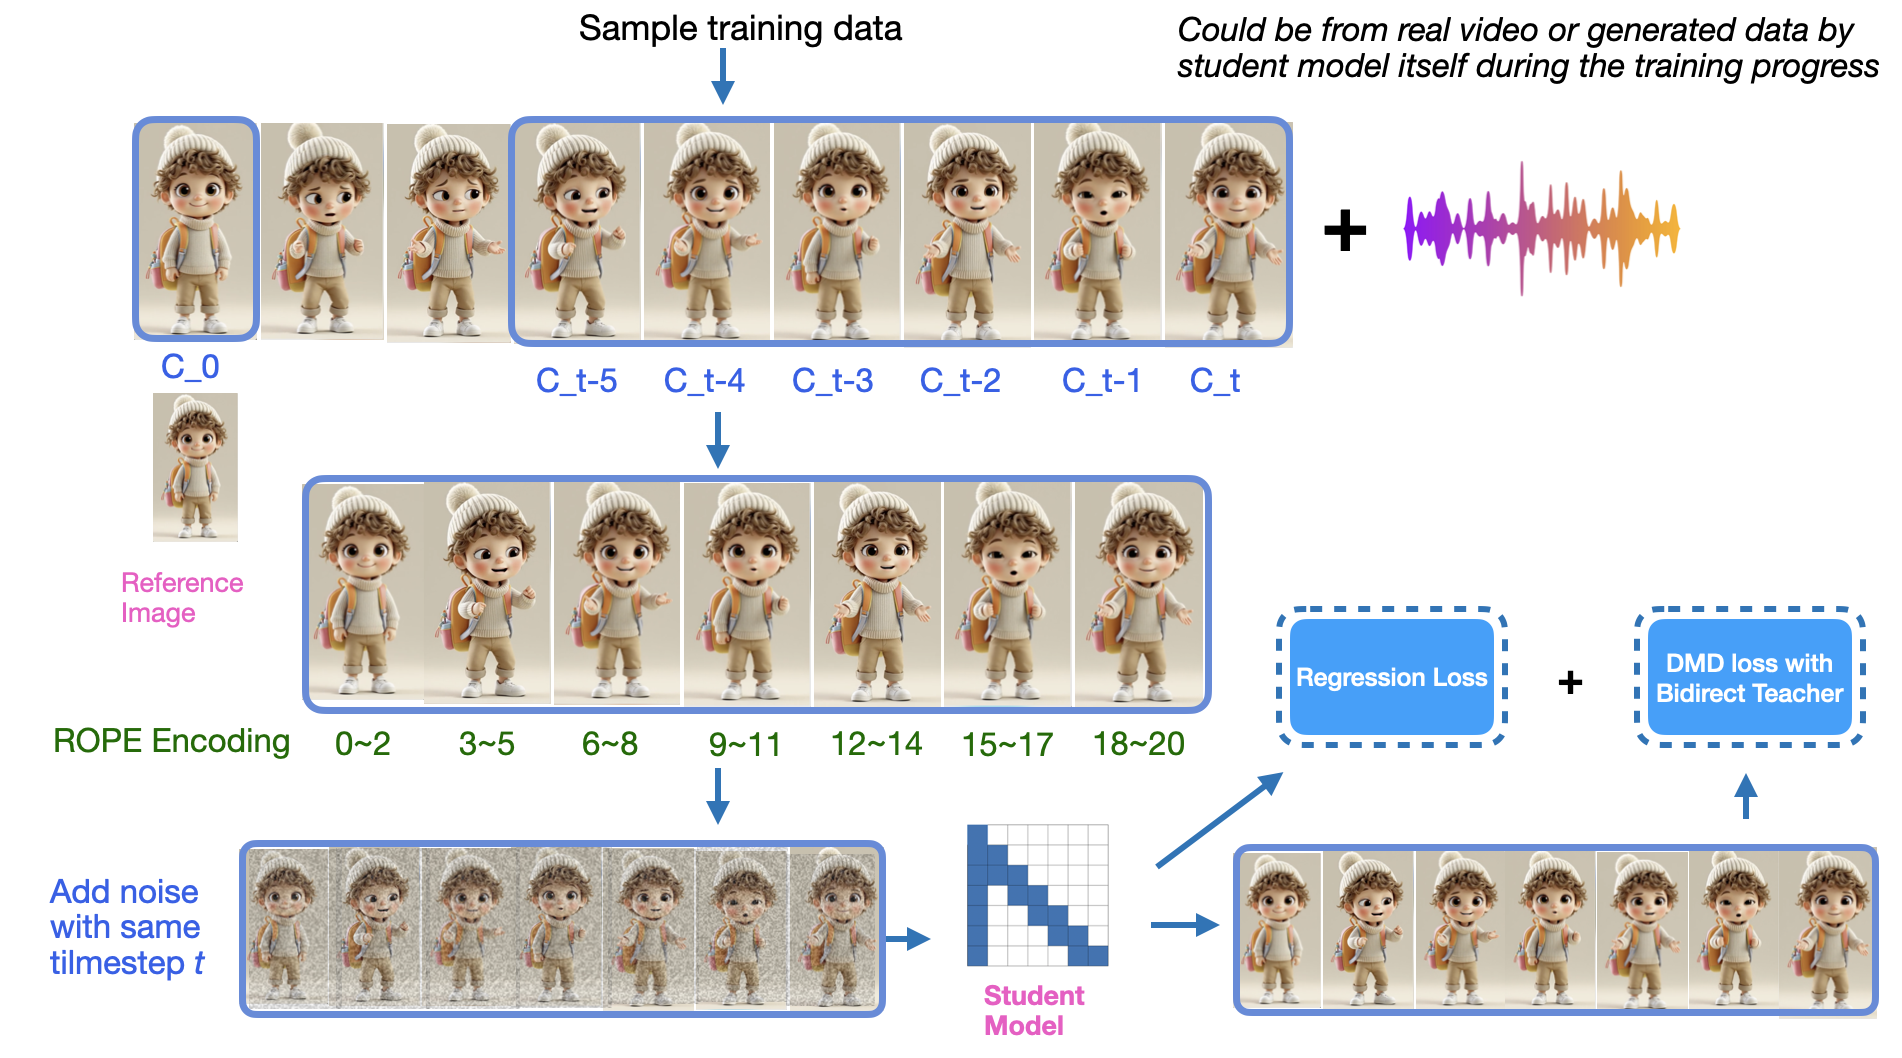 Sample training data
Could be from real video or generated data by
student model itself during the training progress
C_0
C_t-5
C_t-4
C_t-3
C_t-2
C_t-1
C_t
Reference
Image
ROPE Encoding
0~2
3~5
6~8
9~11
12~14
15~17
18~20
Regression Loss
+
DMD loss with
Bidirect Teacher
Add noise
with same
tilmestep t
Student
Model